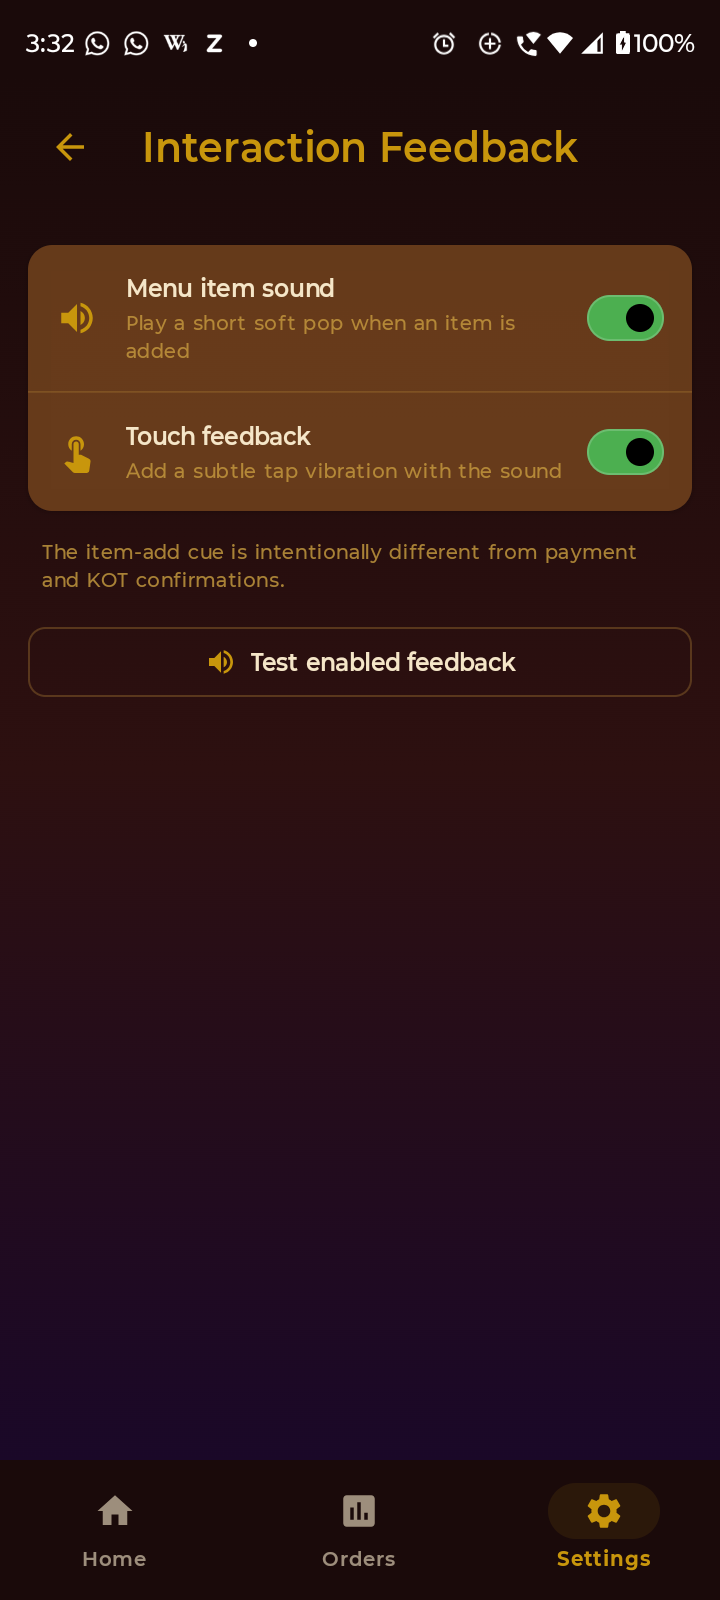 3:32 100%
Interaction Feedback
Menu item sound
Play a short soft pop when an item is
added
Touch feedback
Add a subtle tap vibration with the sound
The item-add cue is intentionally different from payment
and KOT confirmations.
Test enabled feedback
Home Orders Settings